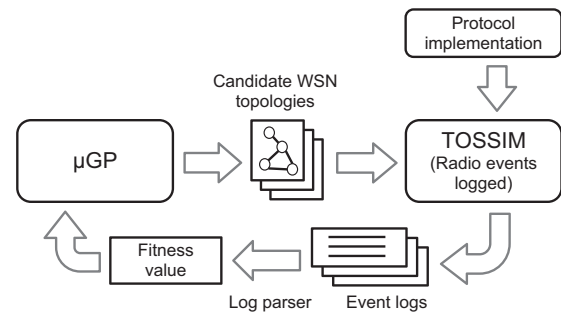 Protocol
implementation
Candidate WSN
topologies
µGP
TOSSIM
(Radio events
logged)
Fitness
value
Log parser
Event logs